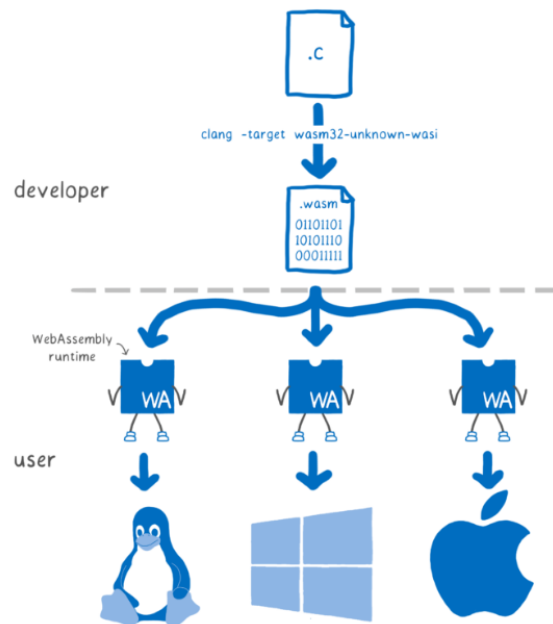 .c
clang -target wasm32-unknown-wasi
developer
.wasm
01101101
10101110
00011111
WebAssembly
runtime
WA
WA
WA
user